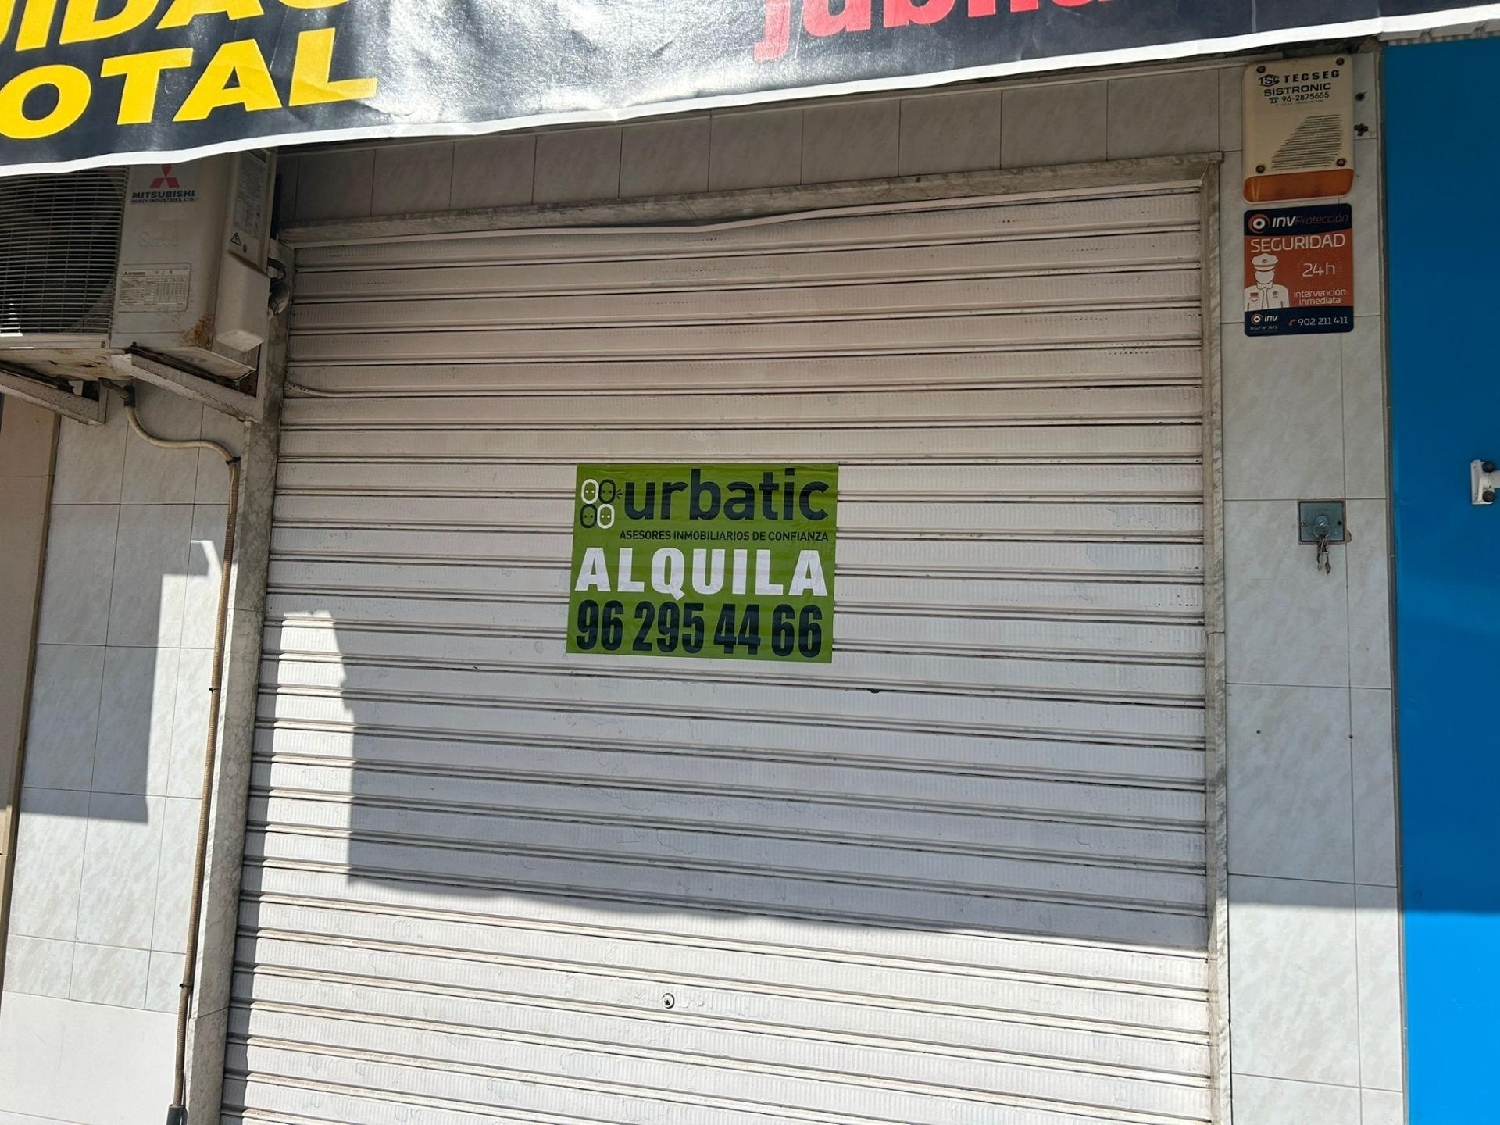 OTAL
MITSUBISHI
TECSEG
SISTRONIC
INVProtección
SEGURIDAD
24h
intervención
inmediata
inv
902 211 411
urbatic
ASESORES INMOBILIARIOS DE CONFIANZA
ALQUILA
96 295 44 66